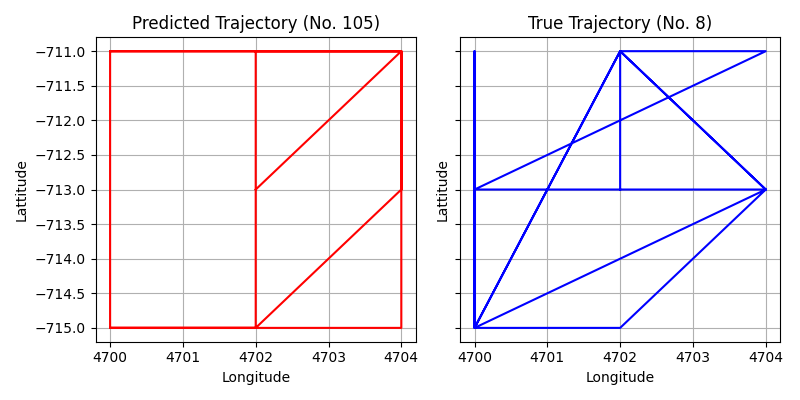 Predicted Trajectory (No. 105)
True Trajectory (No. 8)
−711.0
−711.5
−712.0
−712.5
−713.0
−713.5
−714.0
−714.5
−715.0
Lattitude
Lattitude
4700 4701 4702 4703 4704
4700 4701 4702 4703 4704
Longitude
Longitude